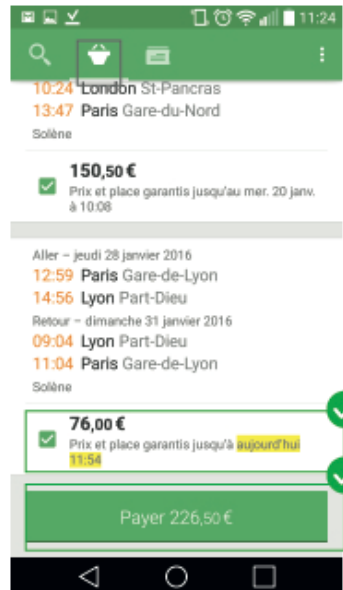 11:24
10:24 London St-Pancras
13:47 Paris Gare-du-Nord
Solène
150,50 €
Prix et place garantis jusqu'au mer. 20 janv.
à 10:08
Aller – jeudi 28 janvier 2016
12:59 Paris Gare-de-Lyon
14:56 Lyon Part-Dieu
Retour – dimanche 31 janvier 2016
09:04 Lyon Part-Dieu
11:04 Paris Gare-de-Lyon
Solène
76,00 €
Prix et place garantis jusqu'à aujourd'hui
11:54
Payer 226,50 €